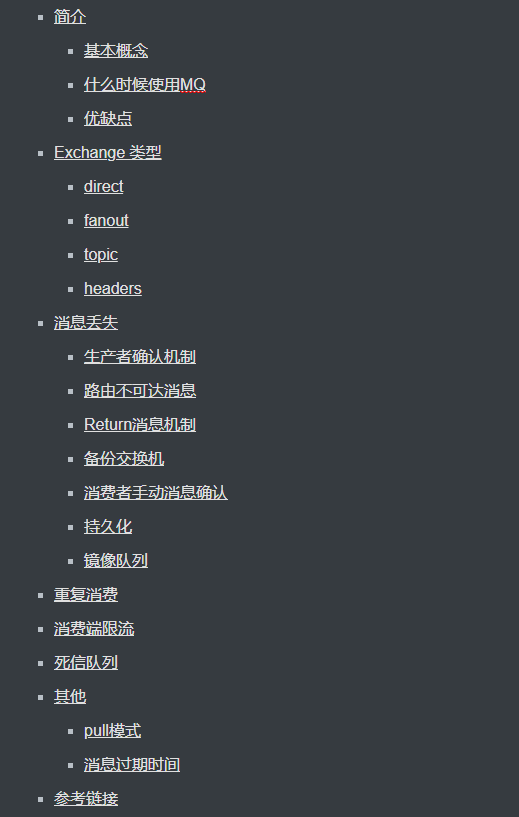 简介
基本概念
什么时候使用MQ
优缺点
Exchange 类型
direct
fanout
topic
headers
消息丢失
生产者确认机制
路由不可达消息
Return消息机制
备份交换机
消费者手动消息确认
持久化
镜像队列
重复消费
消费端限流
死信队列
其他
pull模式
消息过期时间
参考链接